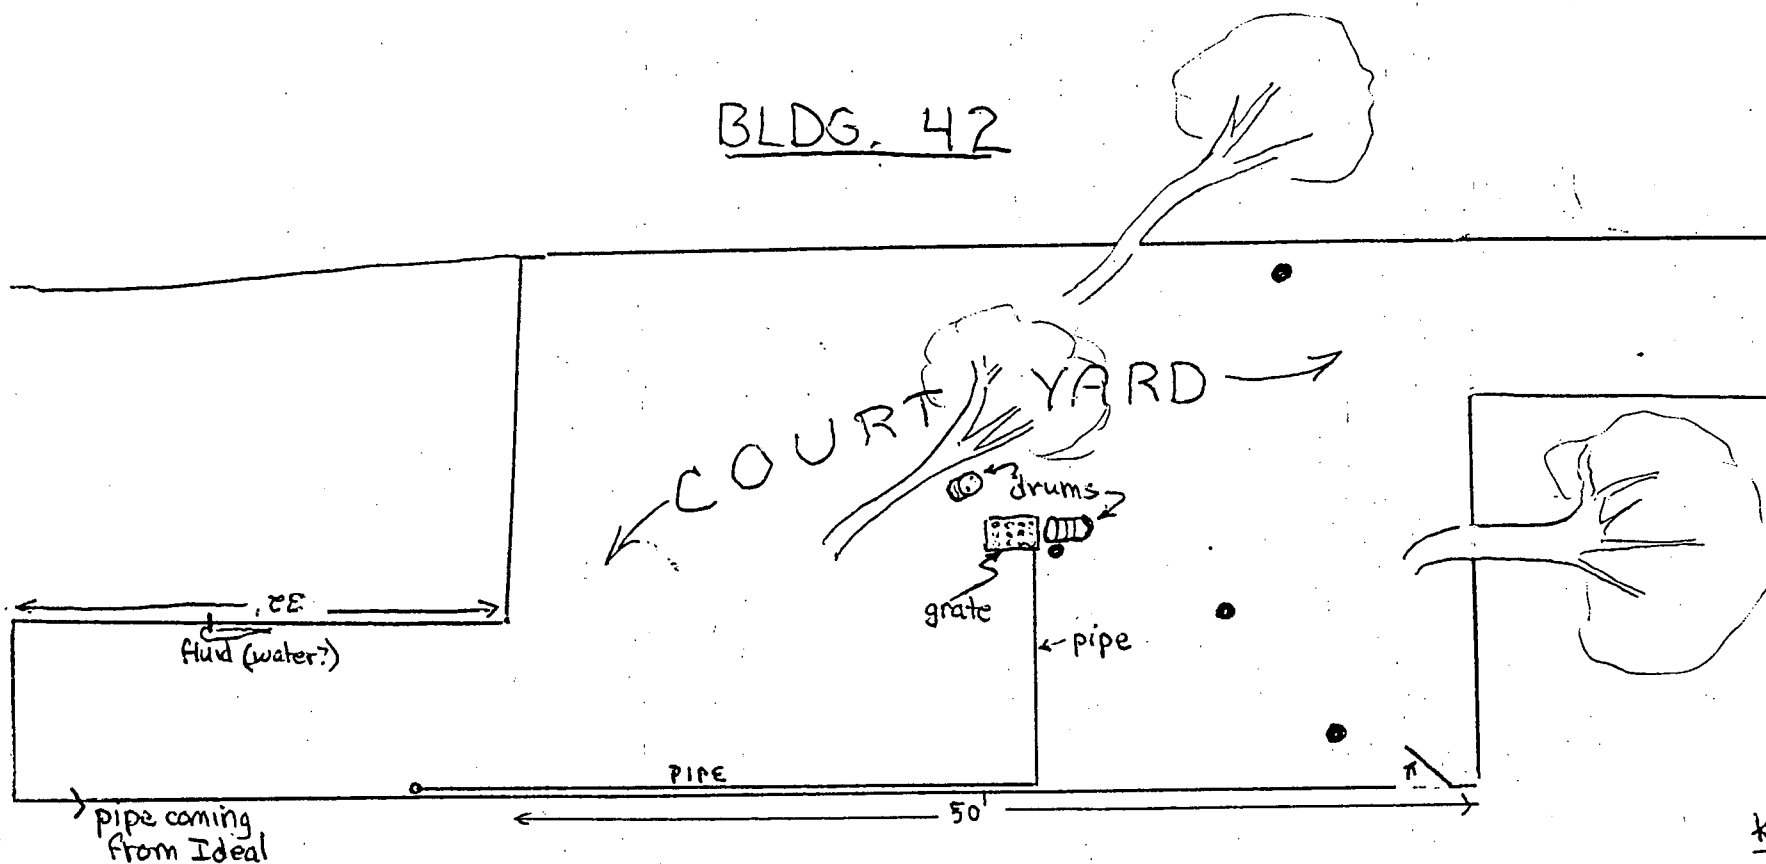 BLDG. 42
COURT YARD
drums
grate
32'
fluid (water?)
pipe
PIPE
50'
pipe coming
from Ideal